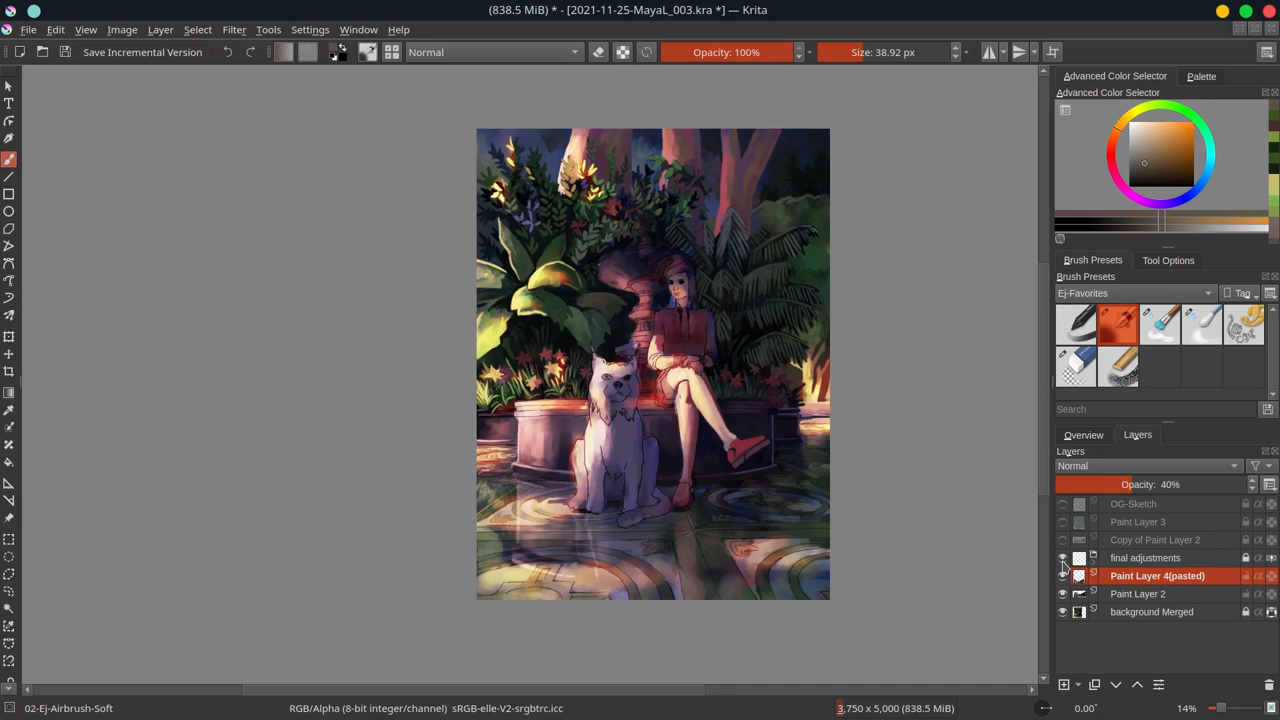 (838.5 MiB) * - [2021-11-25-MayaL_003.kra *] — Krita
File Edit View Image Layer Select Filter Tools Settings Window Help
Save Incremental Version Normal Opacity: 100% Size: 38.92 px
Advanced Color Selector Palette
Advanced Color Selector
Brush Presets Tool Options
Brush Presets
Ej-Favorites Tag
Search
Overview Layers
Layers
Normal
Opacity: 40%
OG-Sketch
Paint Layer 3
Copy of Paint Layer 2
final adjustments
Paint Layer 4(pasted)
Paint Layer 2
background Merged
02-Ej-Airbrush-Soft RGB/Alpha (8-bit integer/channel) sRGB-elle-V2-srgbtrc.icc 3,750 x 5,000 (838.5 MiB) 0.00° 14%